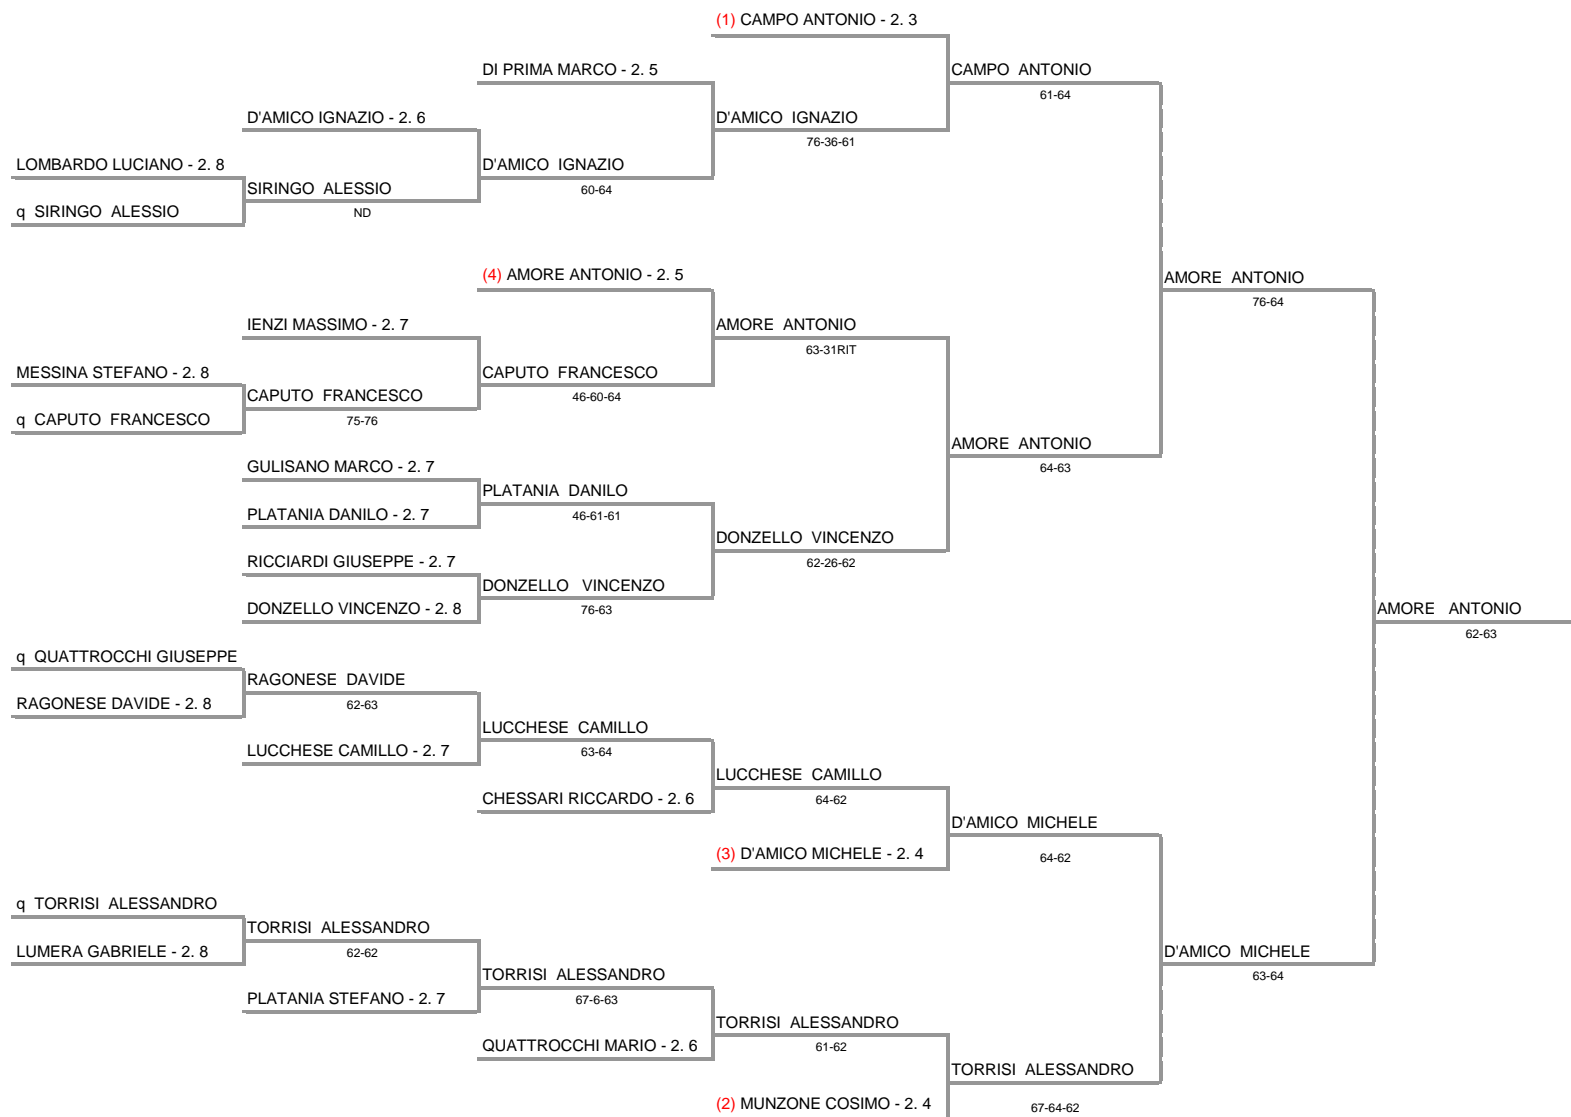 (1) CAMPO ANTONIO - 2. 3
DI PRIMA MARCO - 2. 5
CAMPO ANTONIO
61-64
D'AMICO IGNAZIO - 2. 6
D'AMICO IGNAZIO
76-36-61
LOMBARDO LUCIANO - 2. 8
D'AMICO IGNAZIO
60-64
SIRINGO ALESSIO
ND
q SIRINGO ALESSIO
(4) AMORE ANTONIO - 2. 5
AMORE ANTONIO
76-64
IENZI MASSIMO - 2. 7
AMORE ANTONIO
63-31RIT
MESSINA STEFANO - 2. 8
CAPUTO FRANCESCO
46-60-64
CAPUTO FRANCESCO
75-76
q CAPUTO FRANCESCO
AMORE ANTONIO
64-63
GULISANO MARCO - 2. 7
PLATANIA DANILO
46-61-61
PLATANIA DANILO - 2. 7
DONZELLO VINCENZO
62-26-62
RICCIARDI GIUSEPPE - 2. 7
DONZELLO VINCENZO
76-63
DONZELLO VINCENZO - 2. 8
AMORE ANTONIO
62-63
q QUATTROCCHI GIUSEPPE
RAGONESE DAVIDE
62-63
RAGONESE DAVIDE - 2. 8
LUCCHESE CAMILLO
63-64
LUCCHESE CAMILLO - 2. 7
LUCCHESE CAMILLO
64-62
CHESSARI RICCARDO - 2. 6
D'AMICO MICHELE
64-62
(3) D'AMICO MICHELE - 2. 4
q TORRISI ALESSANDRO
TORRISI ALESSANDRO
62-62
LUMERA GABRIELE - 2. 8
D'AMICO MICHELE
63-64
TORRISI ALESSANDRO
67-6-63
PLATANIA STEFANO - 2. 7
TORRISI ALESSANDRO
61-62
QUATTROCCHI MARIO - 2. 6
TORRISI ALESSANDRO
67-64-62
(2) MUNZONE COSIMO - 2. 4